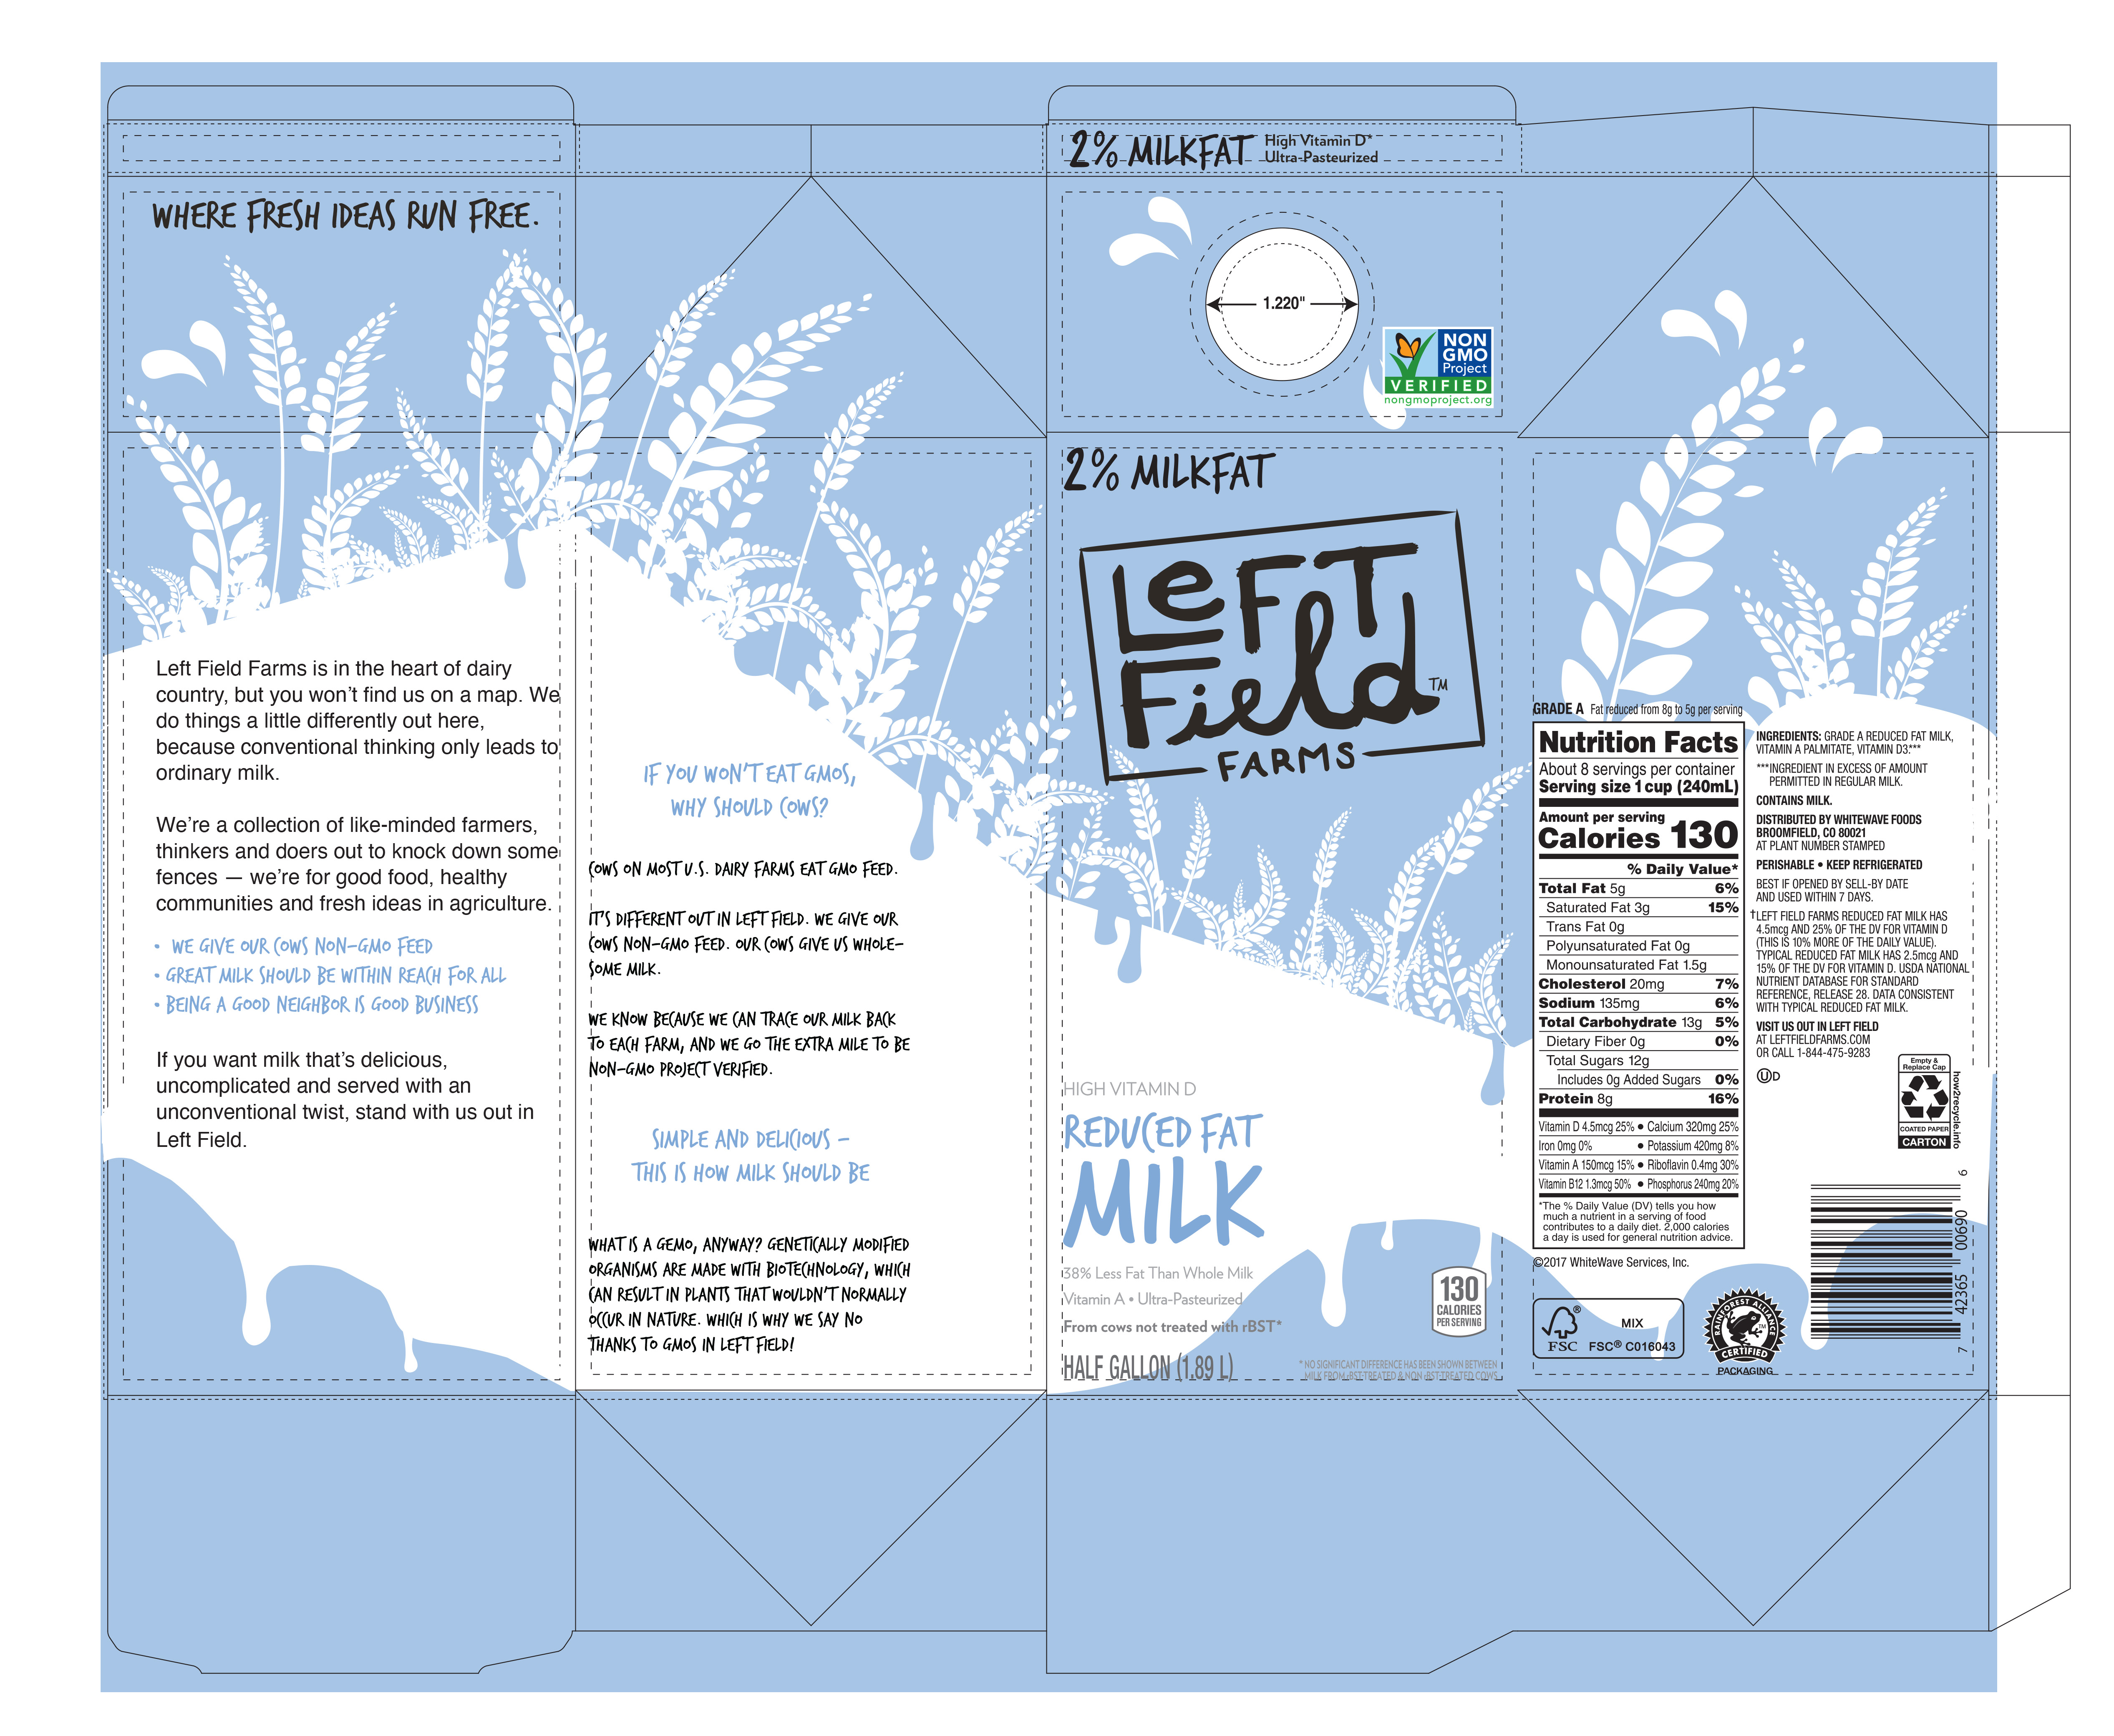 WHERE FRESH IDEAS RUN FREE.
Left Field Farms is in the heart of dairy
country, but you won't find us on a map. We
do things a little differently out here,
because conventional thinking only leads to
ordinary milk.
We're a collection of like-minded farmers,
thinkers and doers out to knock down some
fences — we're for good food, healthy
communities and fresh ideas in agriculture.
• WE GIVE OUR COWS NON-GMO FEED
• GREAT MILK SHOULD BE WITHIN REACH FOR ALL
• BEING A GOOD NEIGHBOR IS GOOD BUSINESS
If you want milk that's delicious,
uncomplicated and served with an
unconventional twist, stand with us out in
Left Field.
IF YOU WON'T EAT GMOS,
WHY SHOULD COWS?
COWS ON MOST U.S. DAIRY FARMS EAT GMO FEED.
IT'S DIFFERENT OUT IN LEFT FIELD. WE GIVE OUR
COWS NON-GMO FEED. OUR COWS GIVE US WHOLE-
SOME MILK.
WE KNOW BECAUSE WE CAN TRACE OUR MILK BACK
TO EACH FARM, AND WE GO THE EXTRA MILE TO BE
NON-GMO PROJECT VERIFIED.
SIMPLE AND DELICIOUS –
THIS IS HOW MILK SHOULD BE
WHAT IS A GEMO, ANYWAY? GENETICALLY MODIFIED
ORGANISMS ARE MADE WITH BIOTECHNOLOGY, WHICH
CAN RESULT IN PLANTS THAT WOULDN'T NORMALLY
OCCUR IN NATURE. WHICH IS WHY WE SAY NO
THANKS TO GMOS IN LEFT FIELD!
2% MILKFAT
High Vitamin D*
Ultra-Pasteurized
1.220"
NON
GMO
Project
VERIFIED
nongmoproject.org
2% MILKFAT
LeFT
Field™
FARMS
HIGH VITAMIN D
REDUCED FAT
MILK
38% Less Fat Than Whole Milk
Vitamin A • Ultra-Pasteurized
From cows not treated with rBST*
HALF GALLON (1.89 L)
130
CALORIES
PER SERVING
* NO SIGNIFICANT DIFFERENCE HAS BEEN SHOWN BETWEEN
MILK FROM rBST-TREATED & NON rBST-TREATED COWS
GRADE A Fat reduced from 8g to 5g per serving
Nutrition Facts
About 8 servings per container
Serving size 1 cup (240mL)
Amount per serving
Calories 130
% Daily Value*
Total Fat 5g 6%
Saturated Fat 3g 15%
Trans Fat 0g
Polyunsaturated Fat 0g
Monounsaturated Fat 1.5g
Cholesterol 20mg 7%
Sodium 135mg 6%
Total Carbohydrate 13g 5%
Dietary Fiber 0g 0%
Total Sugars 12g
Includes 0g Added Sugars 0%
Protein 8g 16%
Vitamin D 4.5mcg 25% • Calcium 320mg 25%
Iron 0mg 0% • Potassium 420mg 8%
Vitamin A 150mcg 15% • Riboflavin 0.4mg 30%
Vitamin B12 1.3mcg 50% • Phosphorus 240mg 20%
*The % Daily Value (DV) tells you how
much a nutrient in a serving of food
contributes to a daily diet. 2,000 calories
a day is used for general nutrition advice.
©2017 WhiteWave Services, Inc.
INGREDIENTS: GRADE A REDUCED FAT MILK,
VITAMIN A PALMITATE, VITAMIN D3.***
***INGREDIENT IN EXCESS OF AMOUNT
PERMITTED IN REGULAR MILK.
CONTAINS MILK.
DISTRIBUTED BY WHITEWAVE FOODS
BROOMFIELD, CO 80021
AT PLANT NUMBER STAMPED
PERISHABLE • KEEP REFRIGERATED
BEST IF OPENED BY SELL-BY DATE
AND USED WITHIN 7 DAYS.
†LEFT FIELD FARMS REDUCED FAT MILK HAS
4.5mcg AND 25% OF THE DV FOR VITAMIN D
(THIS IS 10% MORE OF THE DAILY VALUE).
TYPICAL REDUCED FAT MILK HAS 2.5mcg AND
15% OF THE DV FOR VITAMIN D. USDA NATIONAL
NUTRIENT DATABASE FOR STANDARD
REFERENCE, RELEASE 28. DATA CONSISTENT
WITH TYPICAL REDUCED FAT MILK.
VISIT US OUT IN LEFT FIELD
AT LEFTFIELDFARMS.COM
OR CALL 1-844-475-9283
UD
Empty &
Replace Cap
COATED PAPER
CARTON
how2recycle.info
7 42365 00690 6
FSC®
MIX
FSC® C016043
RAINFOREST ALLIANCE
CERTIFIED
TM
PACKAGING